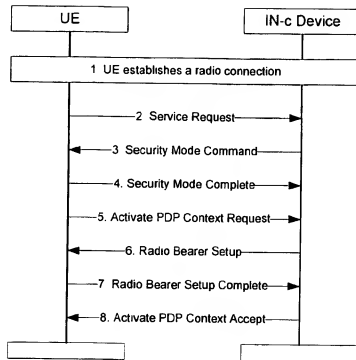 UE
IN-c Device
1 UE establishes a radio connection
2 Service Request
3 Security Mode Command
4. Security Mode Complete
5. Activate PDP Context Request
6. Radio Bearer Setup
7 Radio Bearer Setup Complete
8. Activate PDP Context Accept